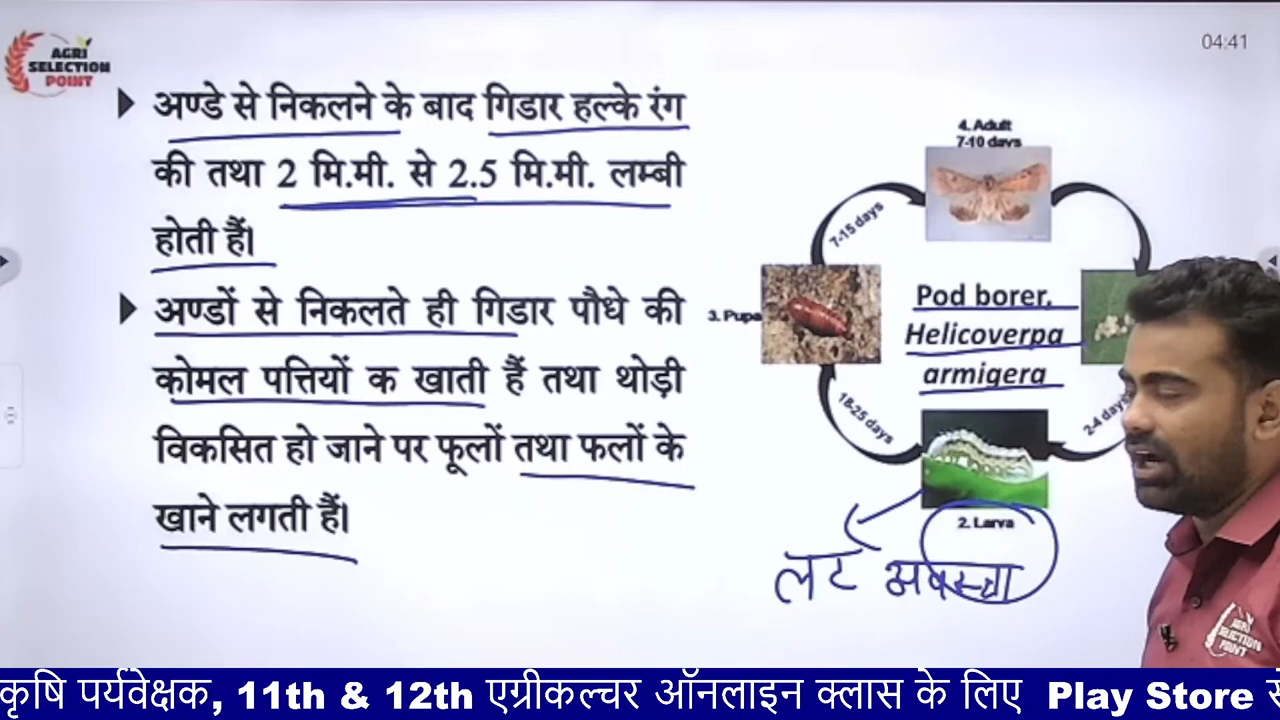 AGRI
SELECTION
POINT
04:41
अण्डे से निकलने के बाद गिडार हल्के रंग
की तथा 2 मि.मी. से 2.5 मि.मी. लम्बी
होती हैं।
अण्डों से निकलते ही गिडार पौधे की
कोमल पत्तियों क खाती हैं तथा थोड़ी
विकसित हो जाने पर फूलों तथा फलों के
खाने लगती हैं।
4. Adult
7-10 days
7-15 days
3. Pupa
Pod borer,
Helicoverpa
armigera
18-25 days
2-4 days
2. Larva
लट अवस्था
AGRI
SELECTION
POINT
कृषि पर्यवेक्षक, 11th & 12th एग्रीकल्चर ऑनलाइन क्लास के लिए Play Store से